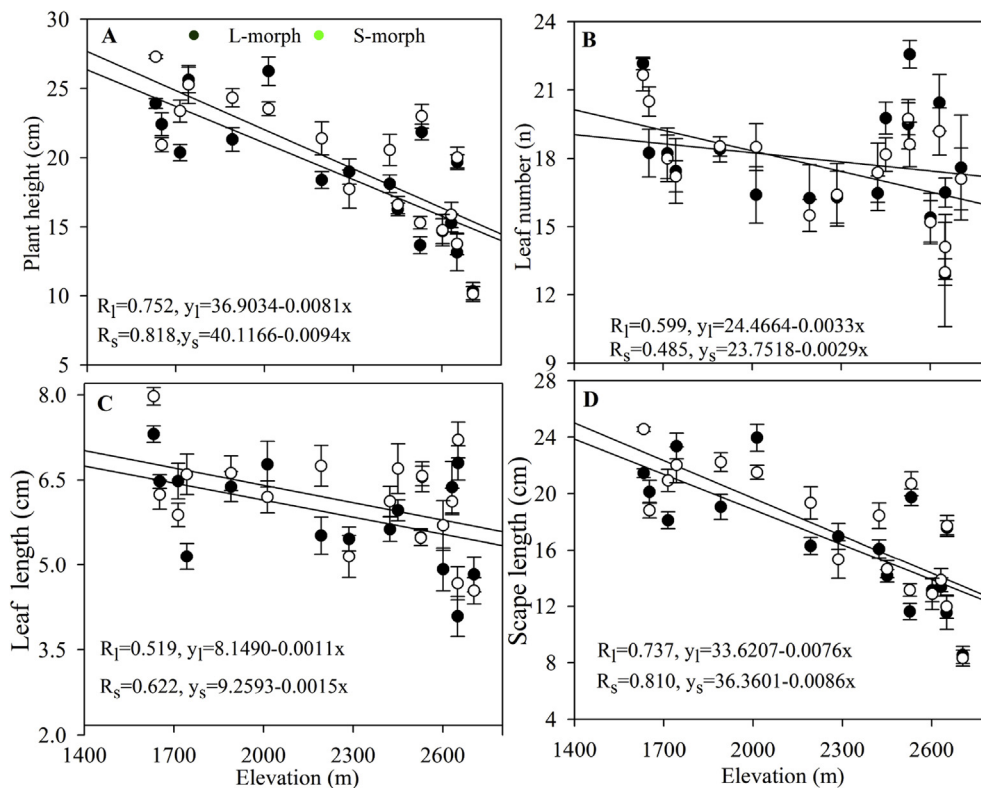 A
L-morph
S-morph
Plant height (cm)
30
25
20
15
10
5
R_l=0.752, y_l=36.9034-0.0081x
R_s=0.818,y_s=40.1166-0.0094x
B
Leaf number (n)
24
21
18
15
12
9
R_l=0.599, y_l=24.4664-0.0033x
R_s=0.485, y_s=23.7518-0.0029x
C
Leaf length (cm)
8.0
6.5
5.0
3.5
2.0
R_l=0.519, y_l=8.1490-0.0011x
R_s=0.622, y_s=9.2593-0.0015x
1400 1700 2000 2300 2600
Elevation (m)
D
Scape length (cm)
28
24
20
16
12
8
4
R_l=0.737, y_l=33.6207-0.0076x
R_s=0.810, y_s=36.3601-0.0086x
1400 1700 2000 2300 2600
Elevation (m)